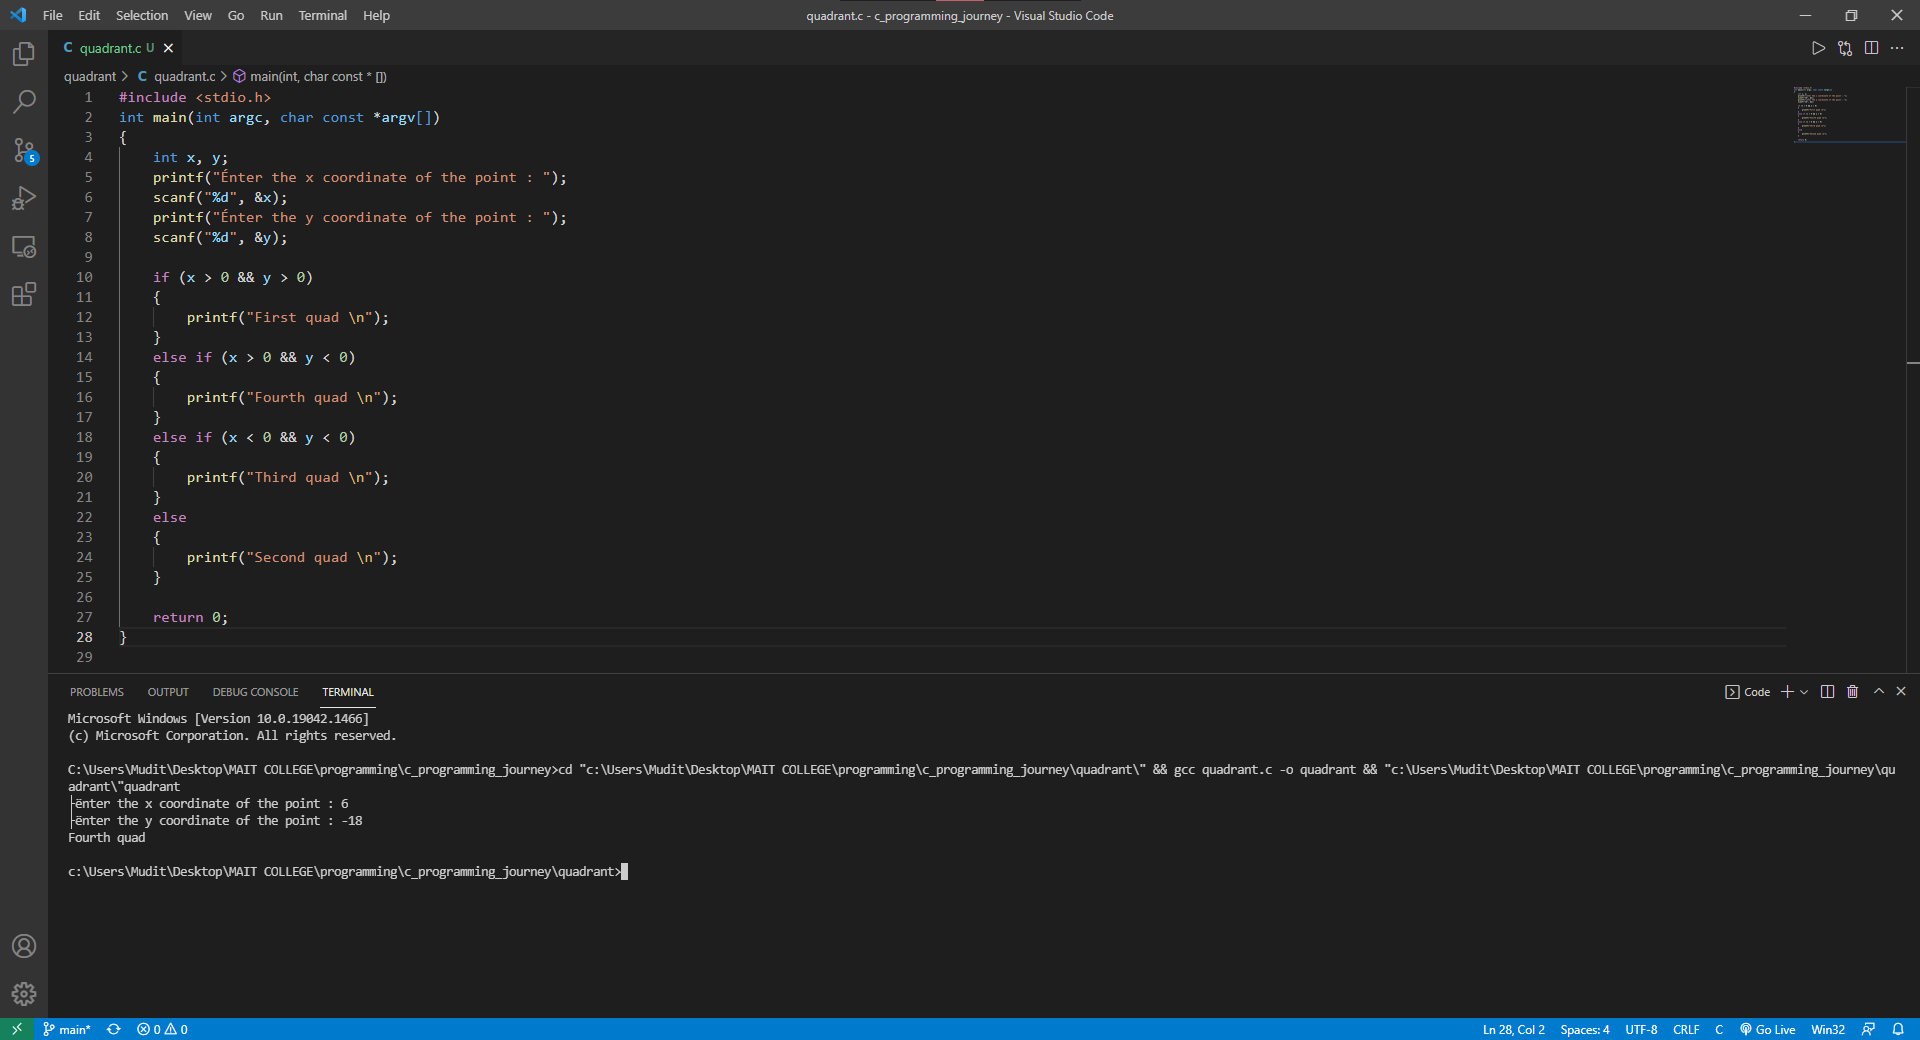 File Edit Selection View Go Run Terminal Help
quadrant.c - c_programming_journey - Visual Studio Code
C quadrant.c U
quadrant > C quadrant.c > main(int, char const * [])
1 #include <stdio.h>
2 int main(int argc, char const *argv[])
3 {
4     int x, y;
5     printf("Énter the x coordinate of the point : ");
6     scanf("%d", &x);
7     printf("Énter the y coordinate of the point : ");
8     scanf("%d", &y);
9
10     if (x > 0 && y > 0)
11     {
12         printf("First quad \n");
13     }
14     else if (x > 0 && y < 0)
15     {
16         printf("Fourth quad \n");
17     }
18     else if (x < 0 && y < 0)
19     {
20         printf("Third quad \n");
21     }
22     else
23     {
24         printf("Second quad \n");
25     }
26
27     return 0;
28 }
29
5
PROBLEMS OUTPUT DEBUG CONSOLE TERMINAL
Code
Microsoft Windows [Version 10.0.19042.1466]
(c) Microsoft Corporation. All rights reserved.
C:\Users\Mudit\Desktop\MAIT COLLEGE\programming\c_programming_journey>cd "c:\Users\Mudit\Desktop\MAIT COLLEGE\programming\c_programming_journey\quadrant\" && gcc quadrant.c -o quadrant && "c:\Users\Mudit\Desktop\MAIT COLLEGE\programming\c_programming_journey\qu
adrant\"quadrant
├ënter the x coordinate of the point : 6
├ënter the y coordinate of the point : -18
Fourth quad
c:\Users\Mudit\Desktop\MAIT COLLEGE\programming\c_programming_journey\quadrant>
main* 0 0
Ln 28, Col 2 Spaces: 4 UTF-8 CRLF C Go Live Win32